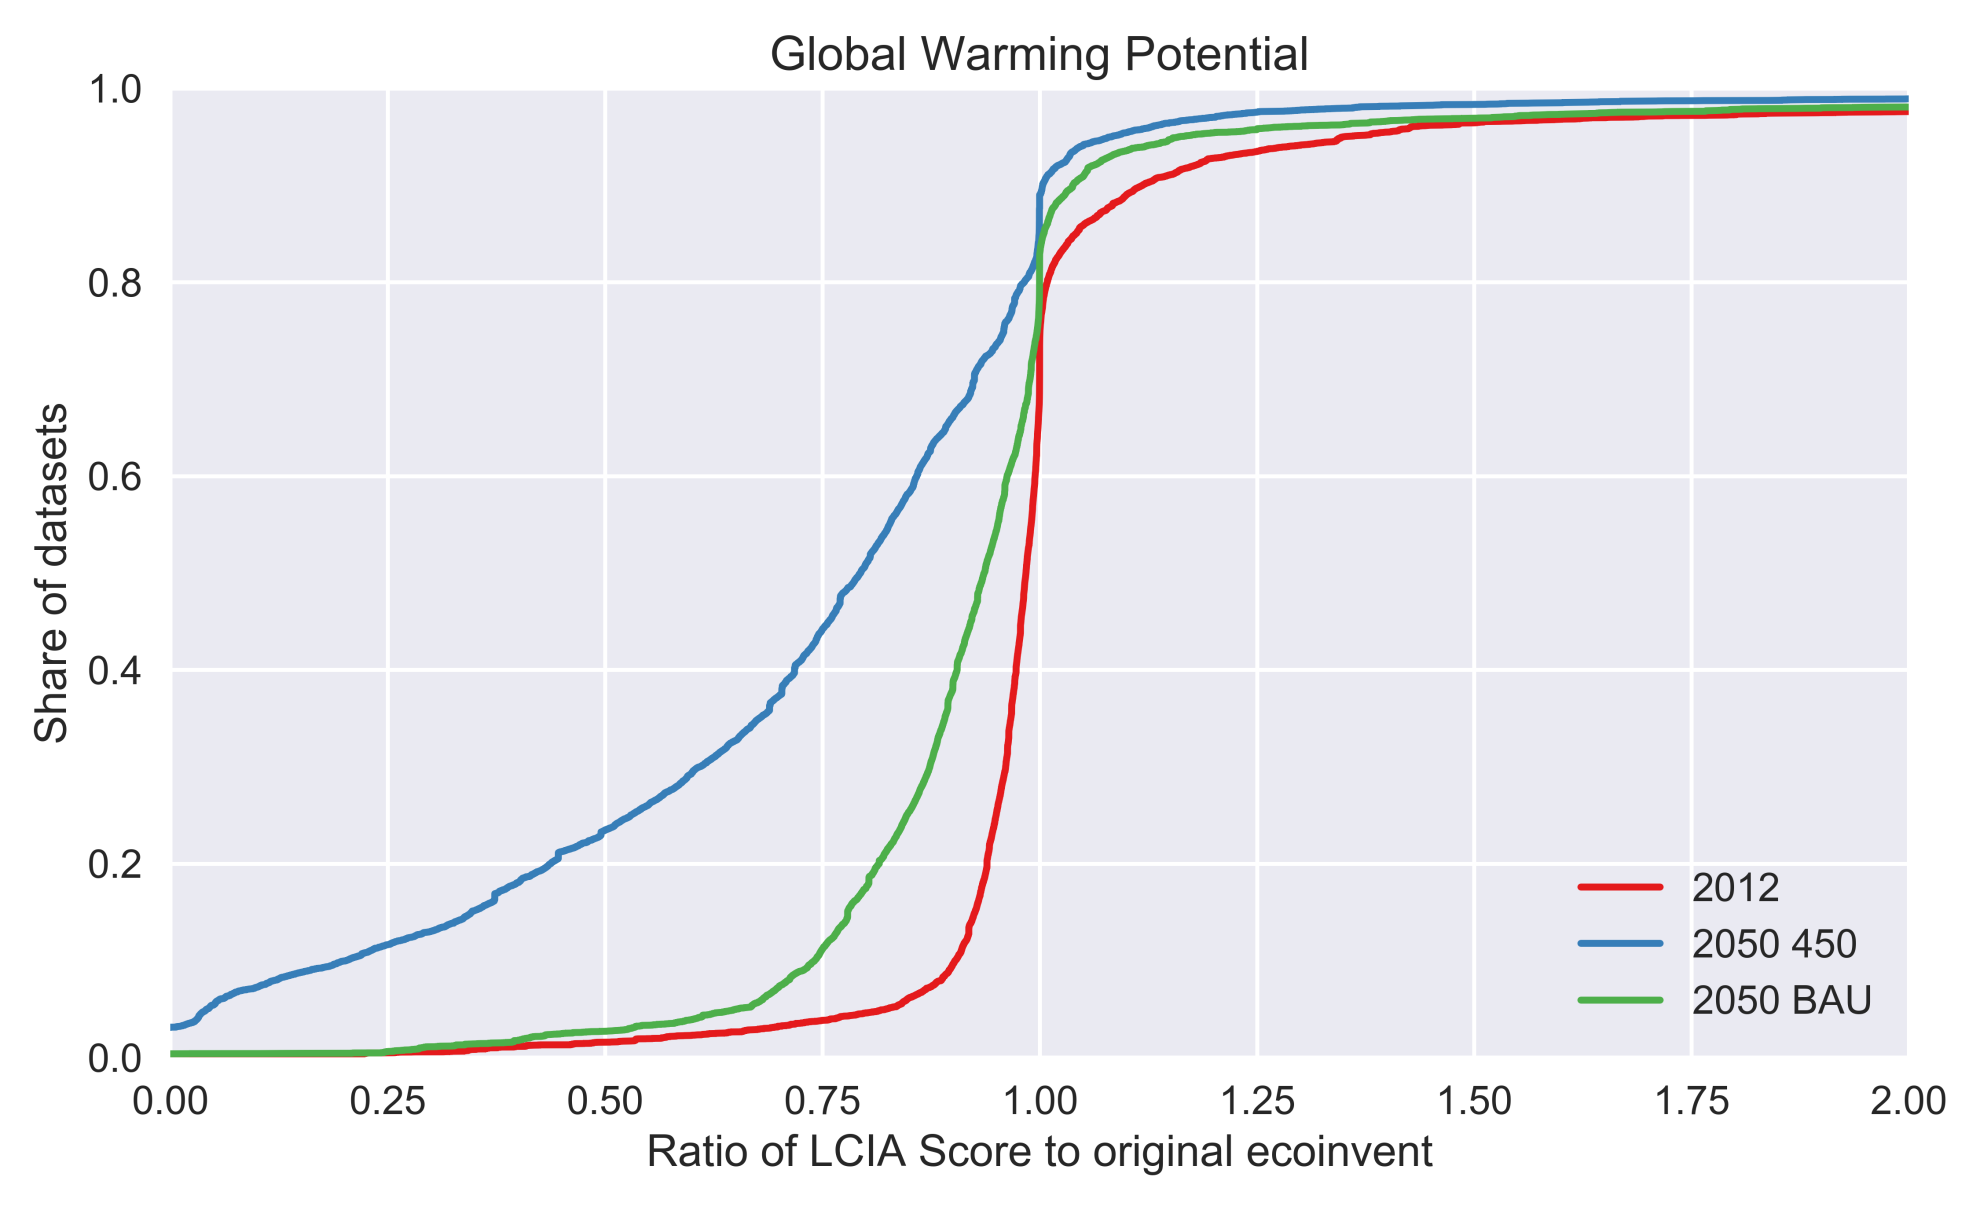 Global Warming Potential
1.0
0.8
0.6
0.4
0.2
0.0
Share of datasets
2012
2050 450
2050 BAU
0.00 0.25 0.50 0.75 1.00 1.25 1.50 1.75 2.00
Ratio of LCIA Score to original ecoinvent